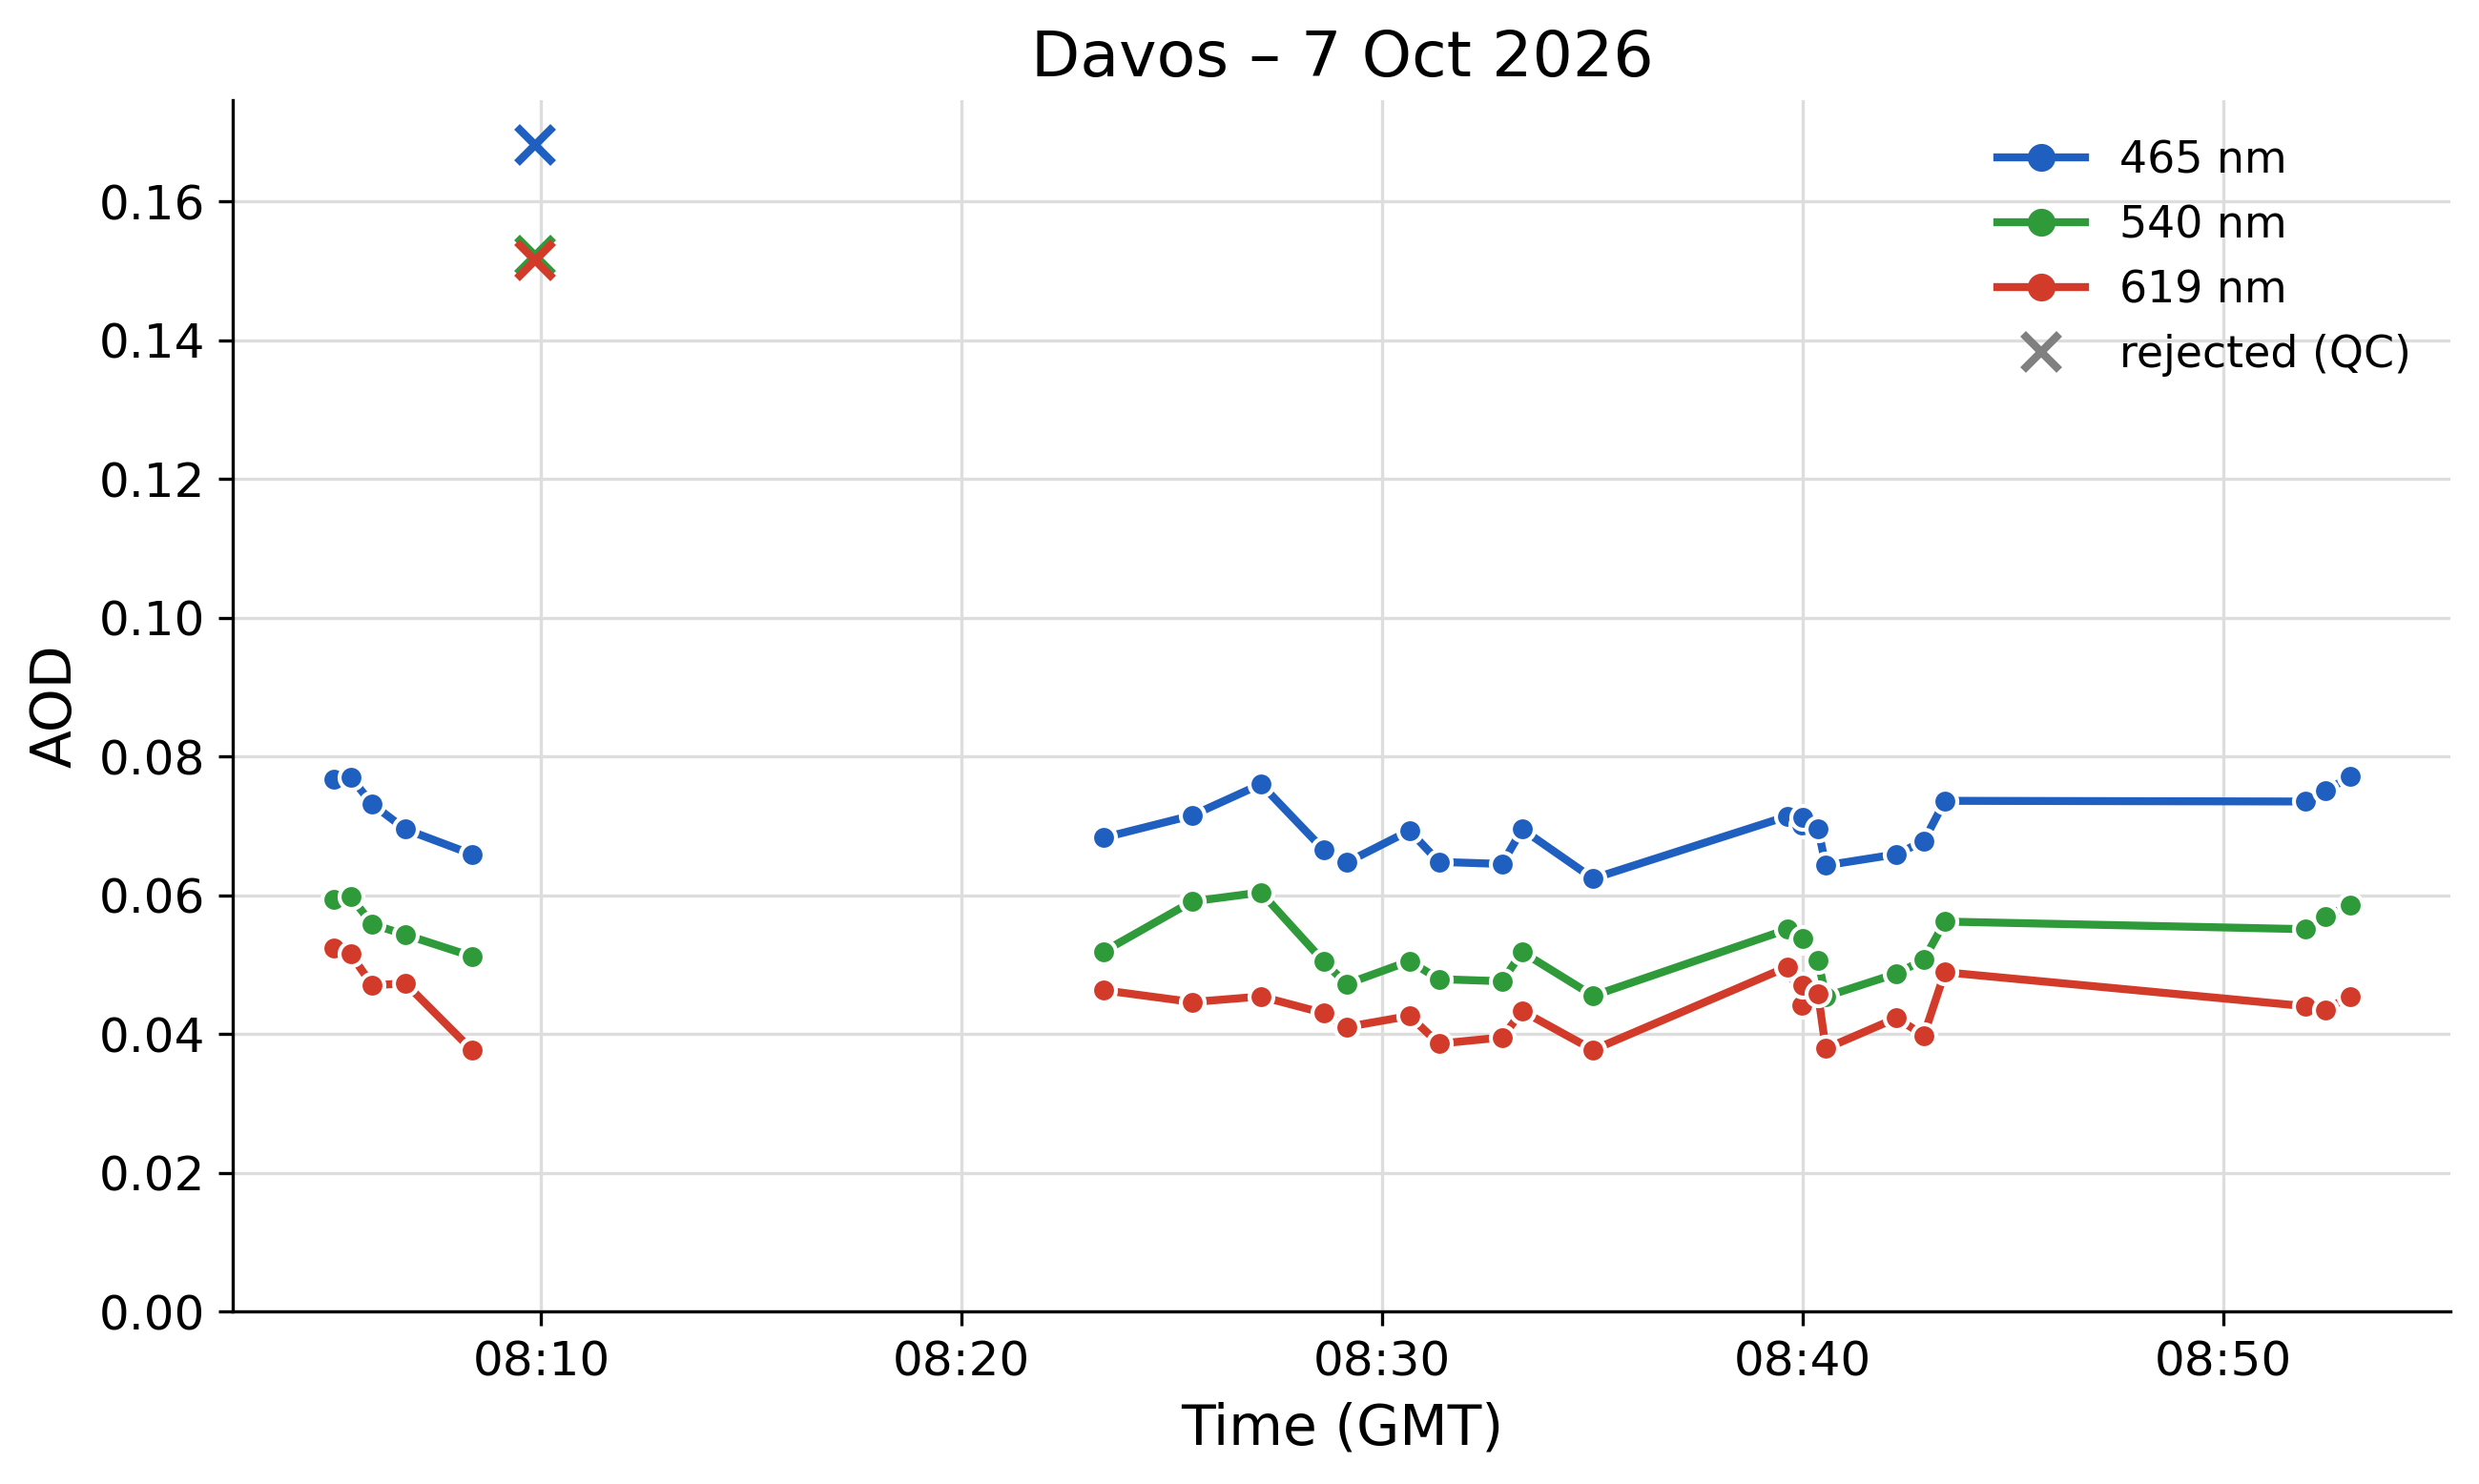 Davos – 7 Oct 2026
465 nm
540 nm
619 nm
rejected (QC)
AOD
0.16
0.14
0.12
0.10
0.08
0.06
0.04
0.02
0.00
08:10 08:20 08:30 08:40 08:50
Time (GMT)